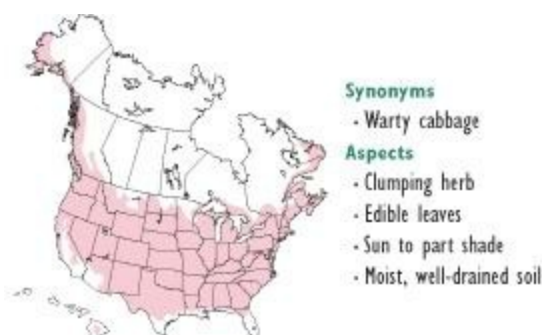 Synonyms
· Warty cabbage
Aspects
· Clumping herb
· Edible leaves
· Sun to part shade
· Moist, well-drained soil